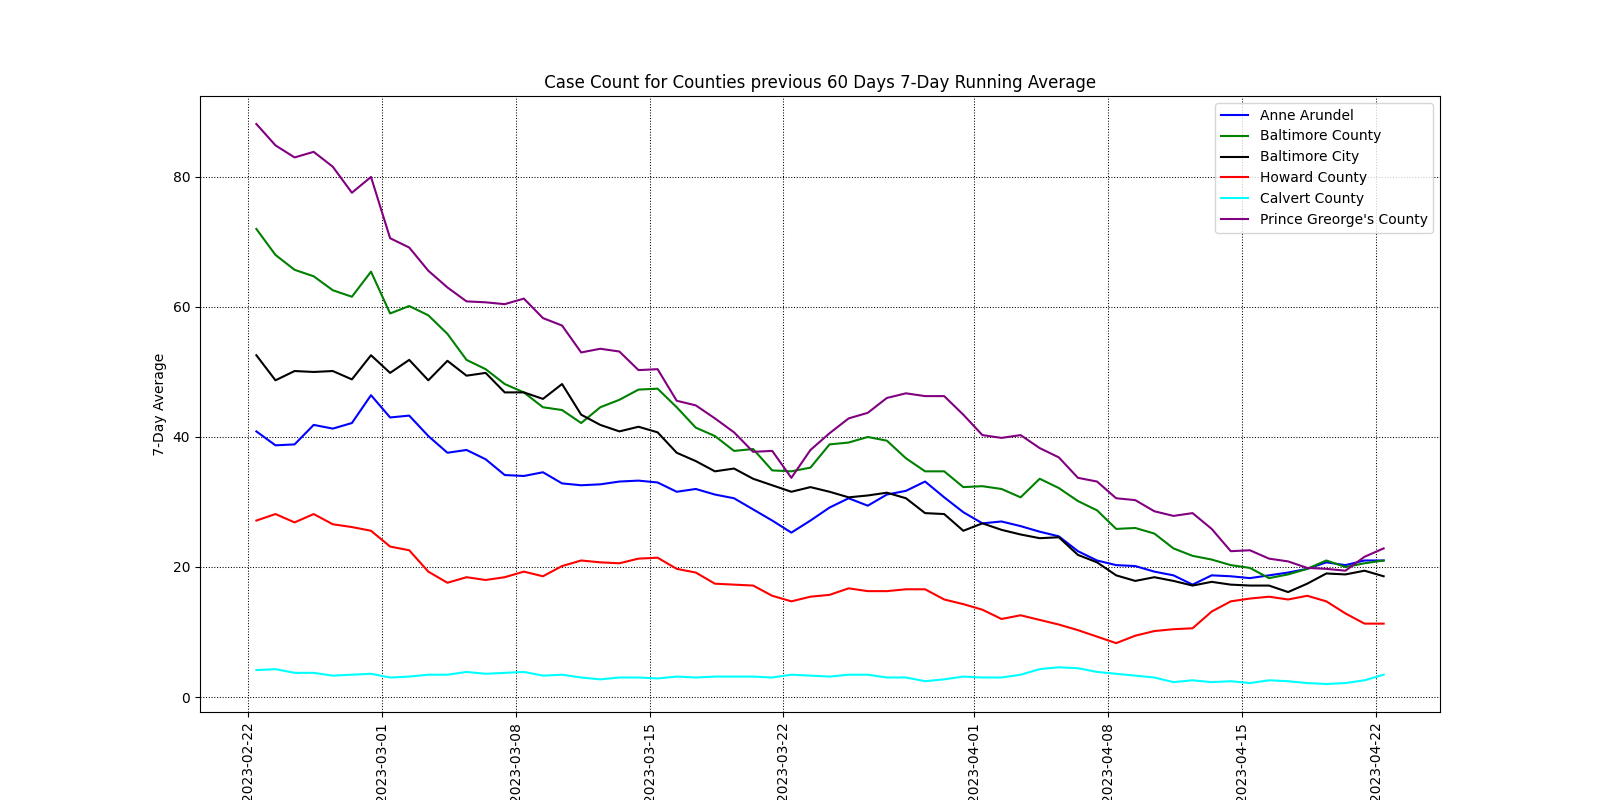 Case Count for Counties previous 60 Days 7-Day Running Average
Anne Arundel
Baltimore County
Baltimore City
Howard County
Calvert County
Prince Greorge's County
7-Day Average
80
60
40
20
0
2023-02-22
2023-03-01
2023-03-08
2023-03-15
2023-03-22
2023-04-01
2023-04-08
2023-04-15
2023-04-22